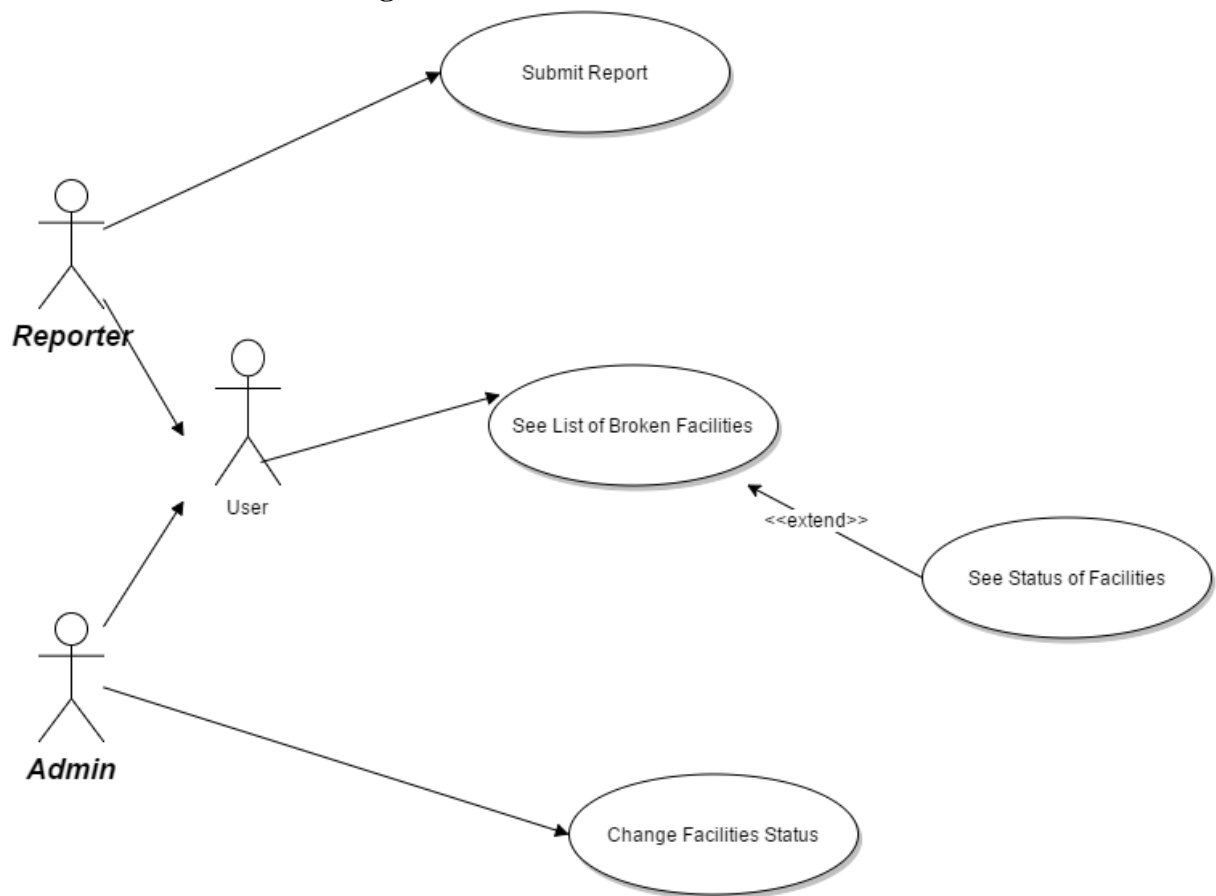 Submit Report
Reporter
See List of Broken Facilities
User
<<extend>>
See Status of Facilities
Admin
Change Facilities Status